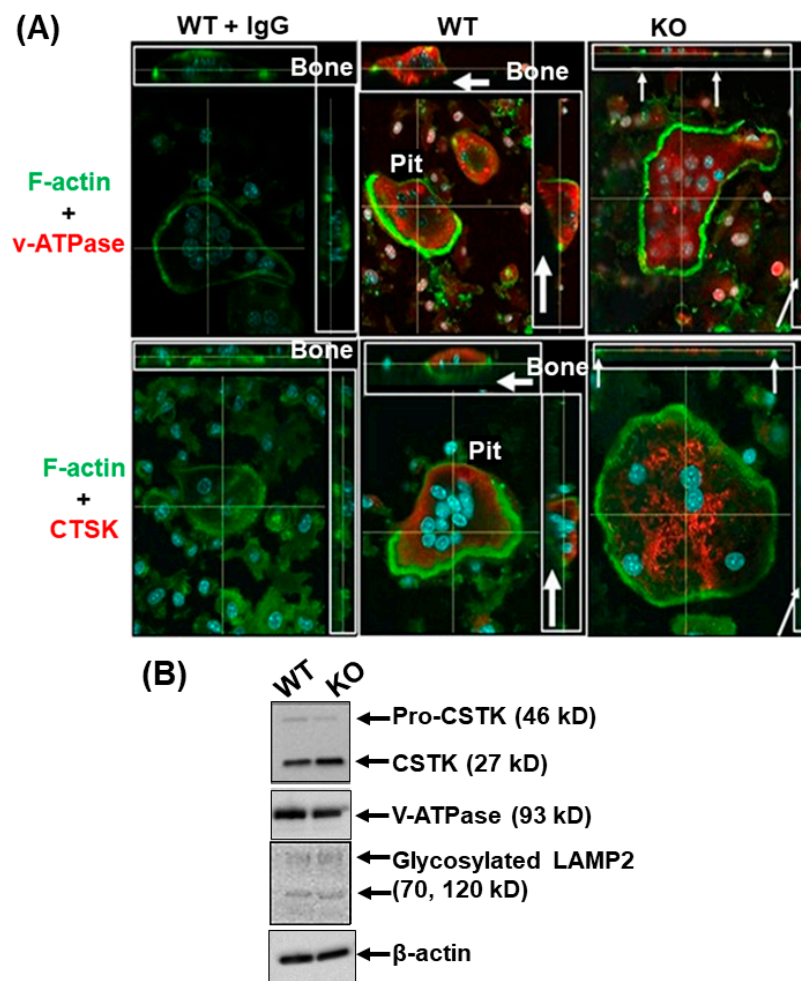 (A)
WT + IgG
WT
KO
F-actin
+
v-ATPase
Bone
Bone
Pit
F-actin
+
CTSK
Bone
Bone
Pit
(B)
WT KO
Pro-CSTK (46 kD)
CSTK (27 kD)
V-ATPase (93 kD)
Glycosylated LAMP2
(70, 120 kD)
β-actin